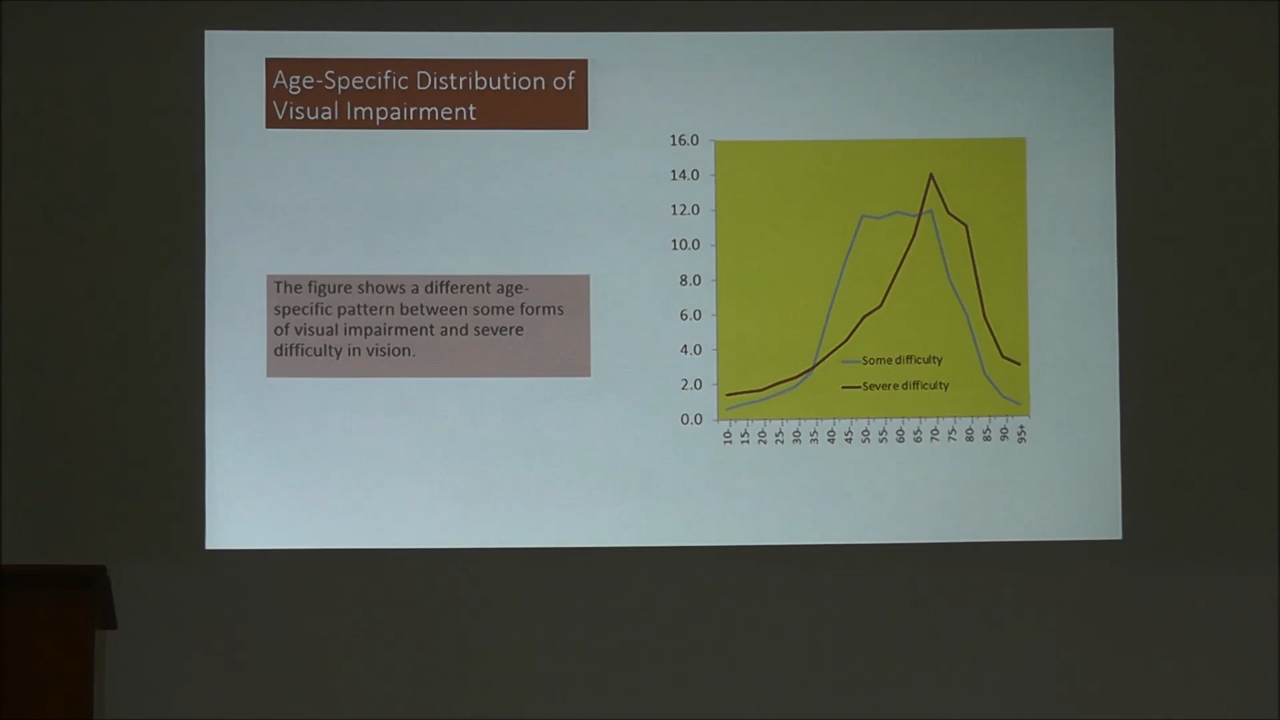 Age-Specific Distribution of
Visual Impairment
The figure shows a different age-
specific pattern between some forms
of visual impairment and severe
difficulty in vision.
16.0
14.0
12.0
10.0
8.0
6.0
4.0
2.0
0.0
Some difficulty
Severe difficulty
10-… 15-… 20-… 25-… 30-… 35-… 40-… 45-… 50-… 55-… 60-… 65-… 70-… 75-… 80-… 85-… 90-… 95+